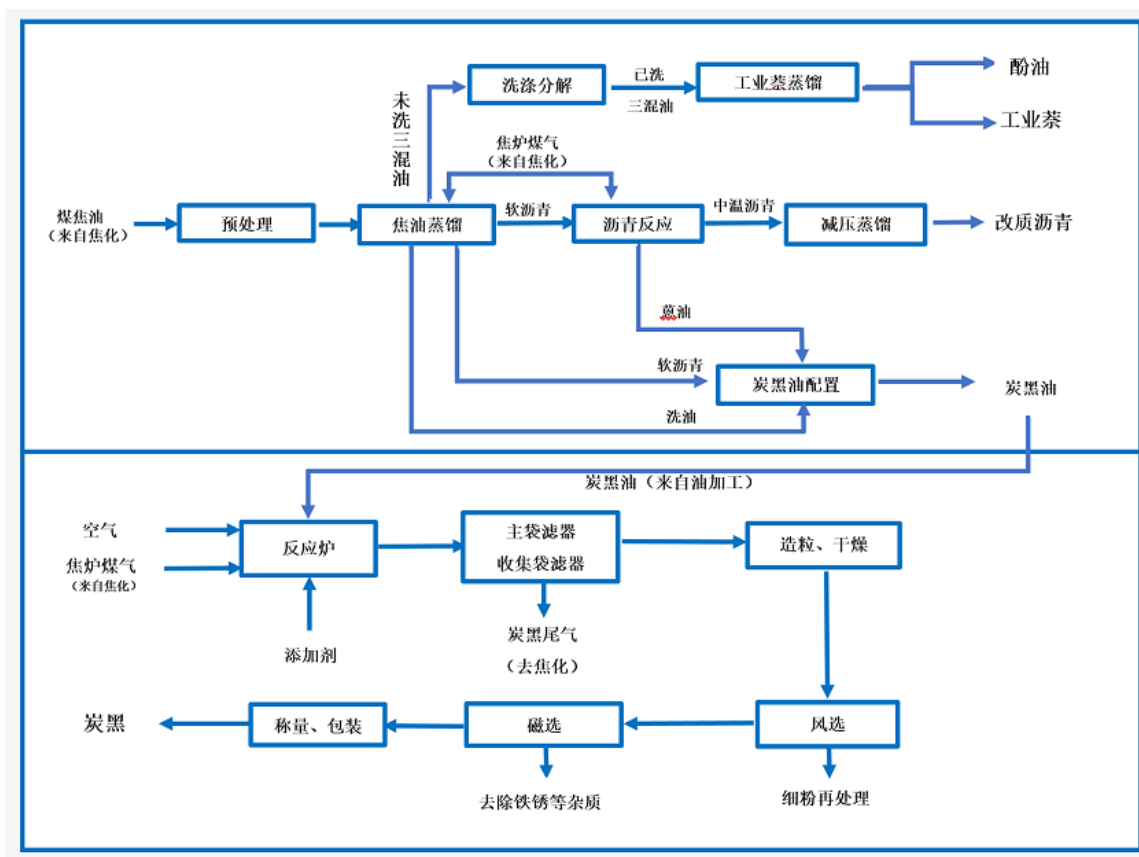 洗涤分解
已洗
三混油
工业萘蒸馏
酚油
工业萘
未洗三混油
焦炉煤气
（来自焦化）
煤焦油
（来自焦化）
预处理
焦油蒸馏
软沥青
沥青反应
中温沥青
减压蒸馏
改质沥青
蒽油
软沥青
炭黑油配置
炭黑油
洗油
炭黑油（来自油加工）
空气
焦炉煤气
（来自焦化）
反应炉
主袋滤器
收集袋滤器
造粒、干燥
添加剂
炭黑尾气
（去焦化）
炭黑
称量、包装
磁选
风选
去除铁锈等杂质
细粉再处理